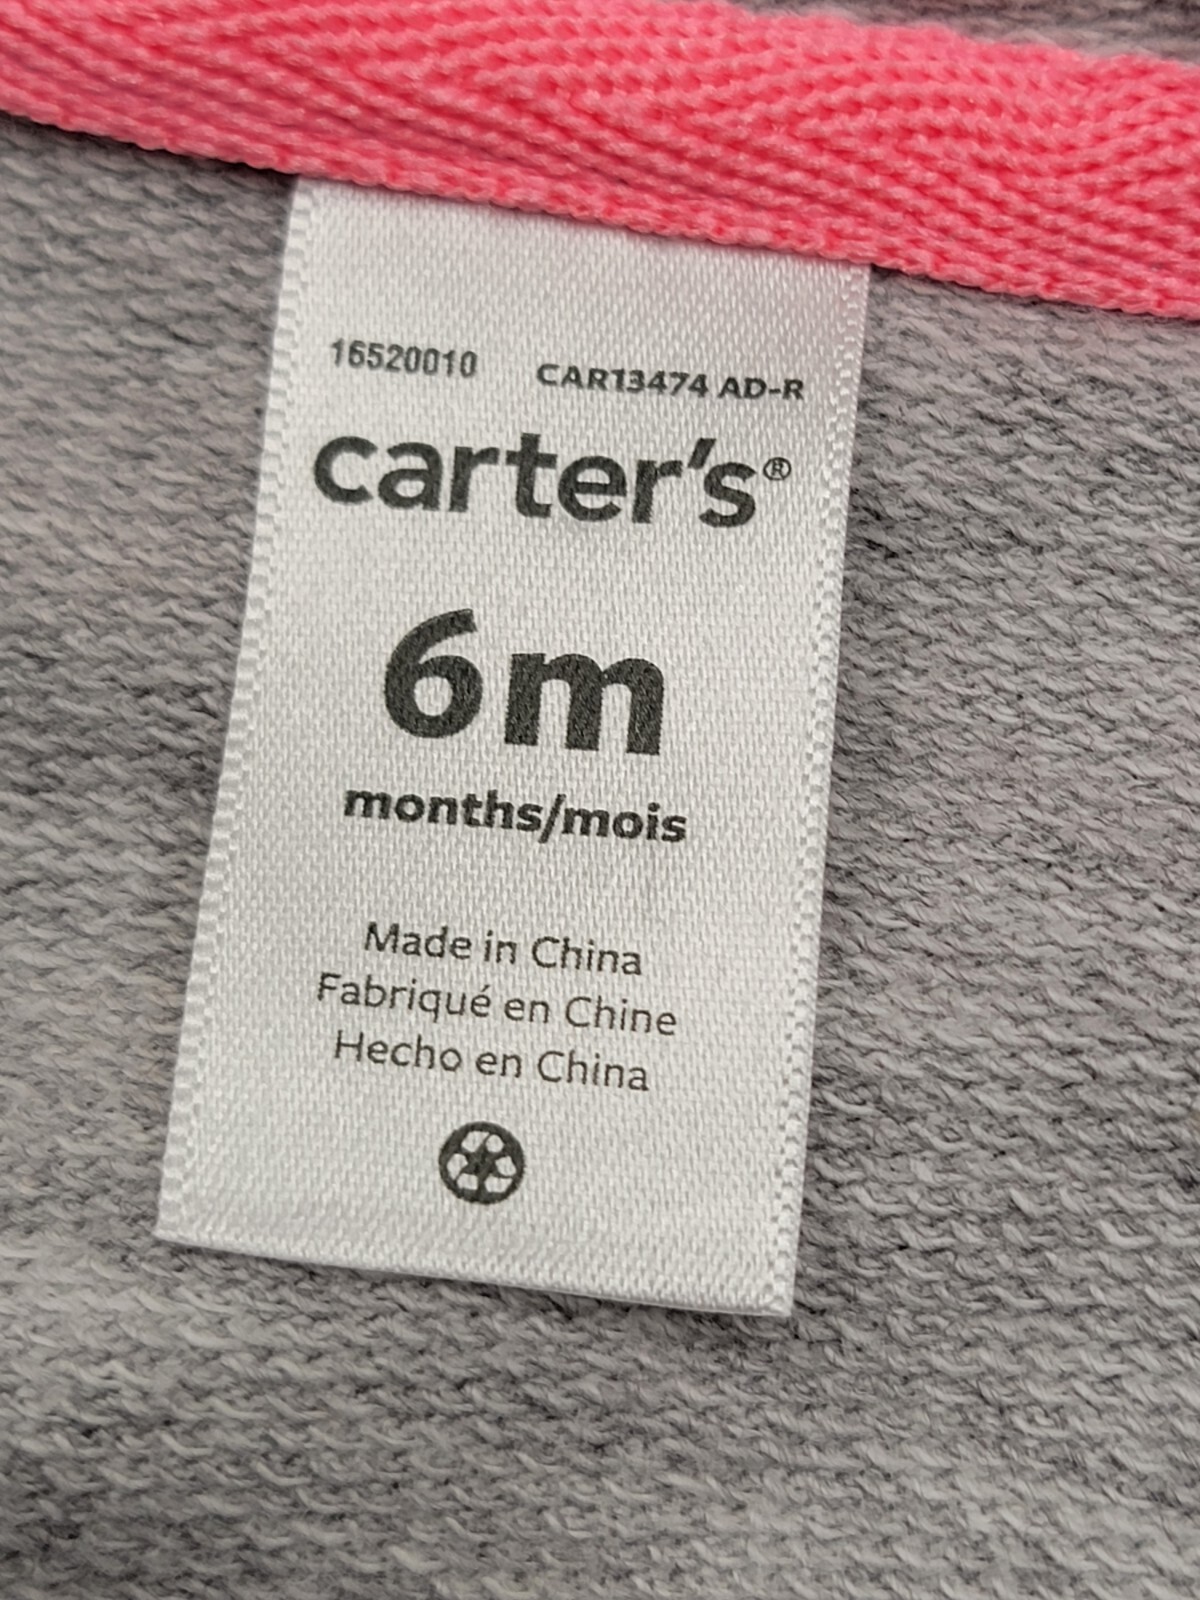 16520010 CAR13474 AD-R
carter's®
6m
months/mois
Made in China
Fabriqué en Chine
Hecho en China